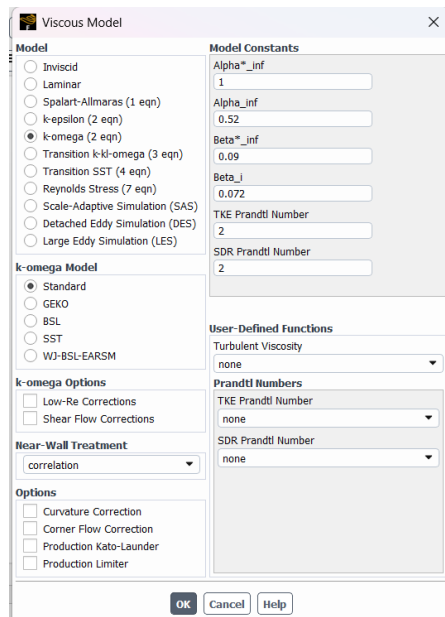 Viscous Model
Model
Inviscid
Laminar
Spalart-Allmaras (1 eqn)
k-epsilon (2 eqn)
k-omega (2 eqn)
Transition k-kl-omega (3 eqn)
Transition SST (4 eqn)
Reynolds Stress (7 eqn)
Scale-Adaptive Simulation (SAS)
Detached Eddy Simulation (DES)
Large Eddy Simulation (LES)
k-omega Model
Standard
GEKO
BSL
SST
WJ-BSL-EARSM
k-omega Options
Low-Re Corrections
Shear Flow Corrections
Near-Wall Treatment
correlation
Options
Curvature Correction
Corner Flow Correction
Production Kato-Launder
Production Limiter
Model Constants
Alpha*_inf
1
Alpha_inf
0.52
Beta*_inf
0.09
Beta_i
0.072
TKE Prandtl Number
2
SDR Prandtl Number
2
User-Defined Functions
Turbulent Viscosity
none
Prandtl Numbers
TKE Prandtl Number
none
SDR Prandtl Number
none
OK
Cancel
Help